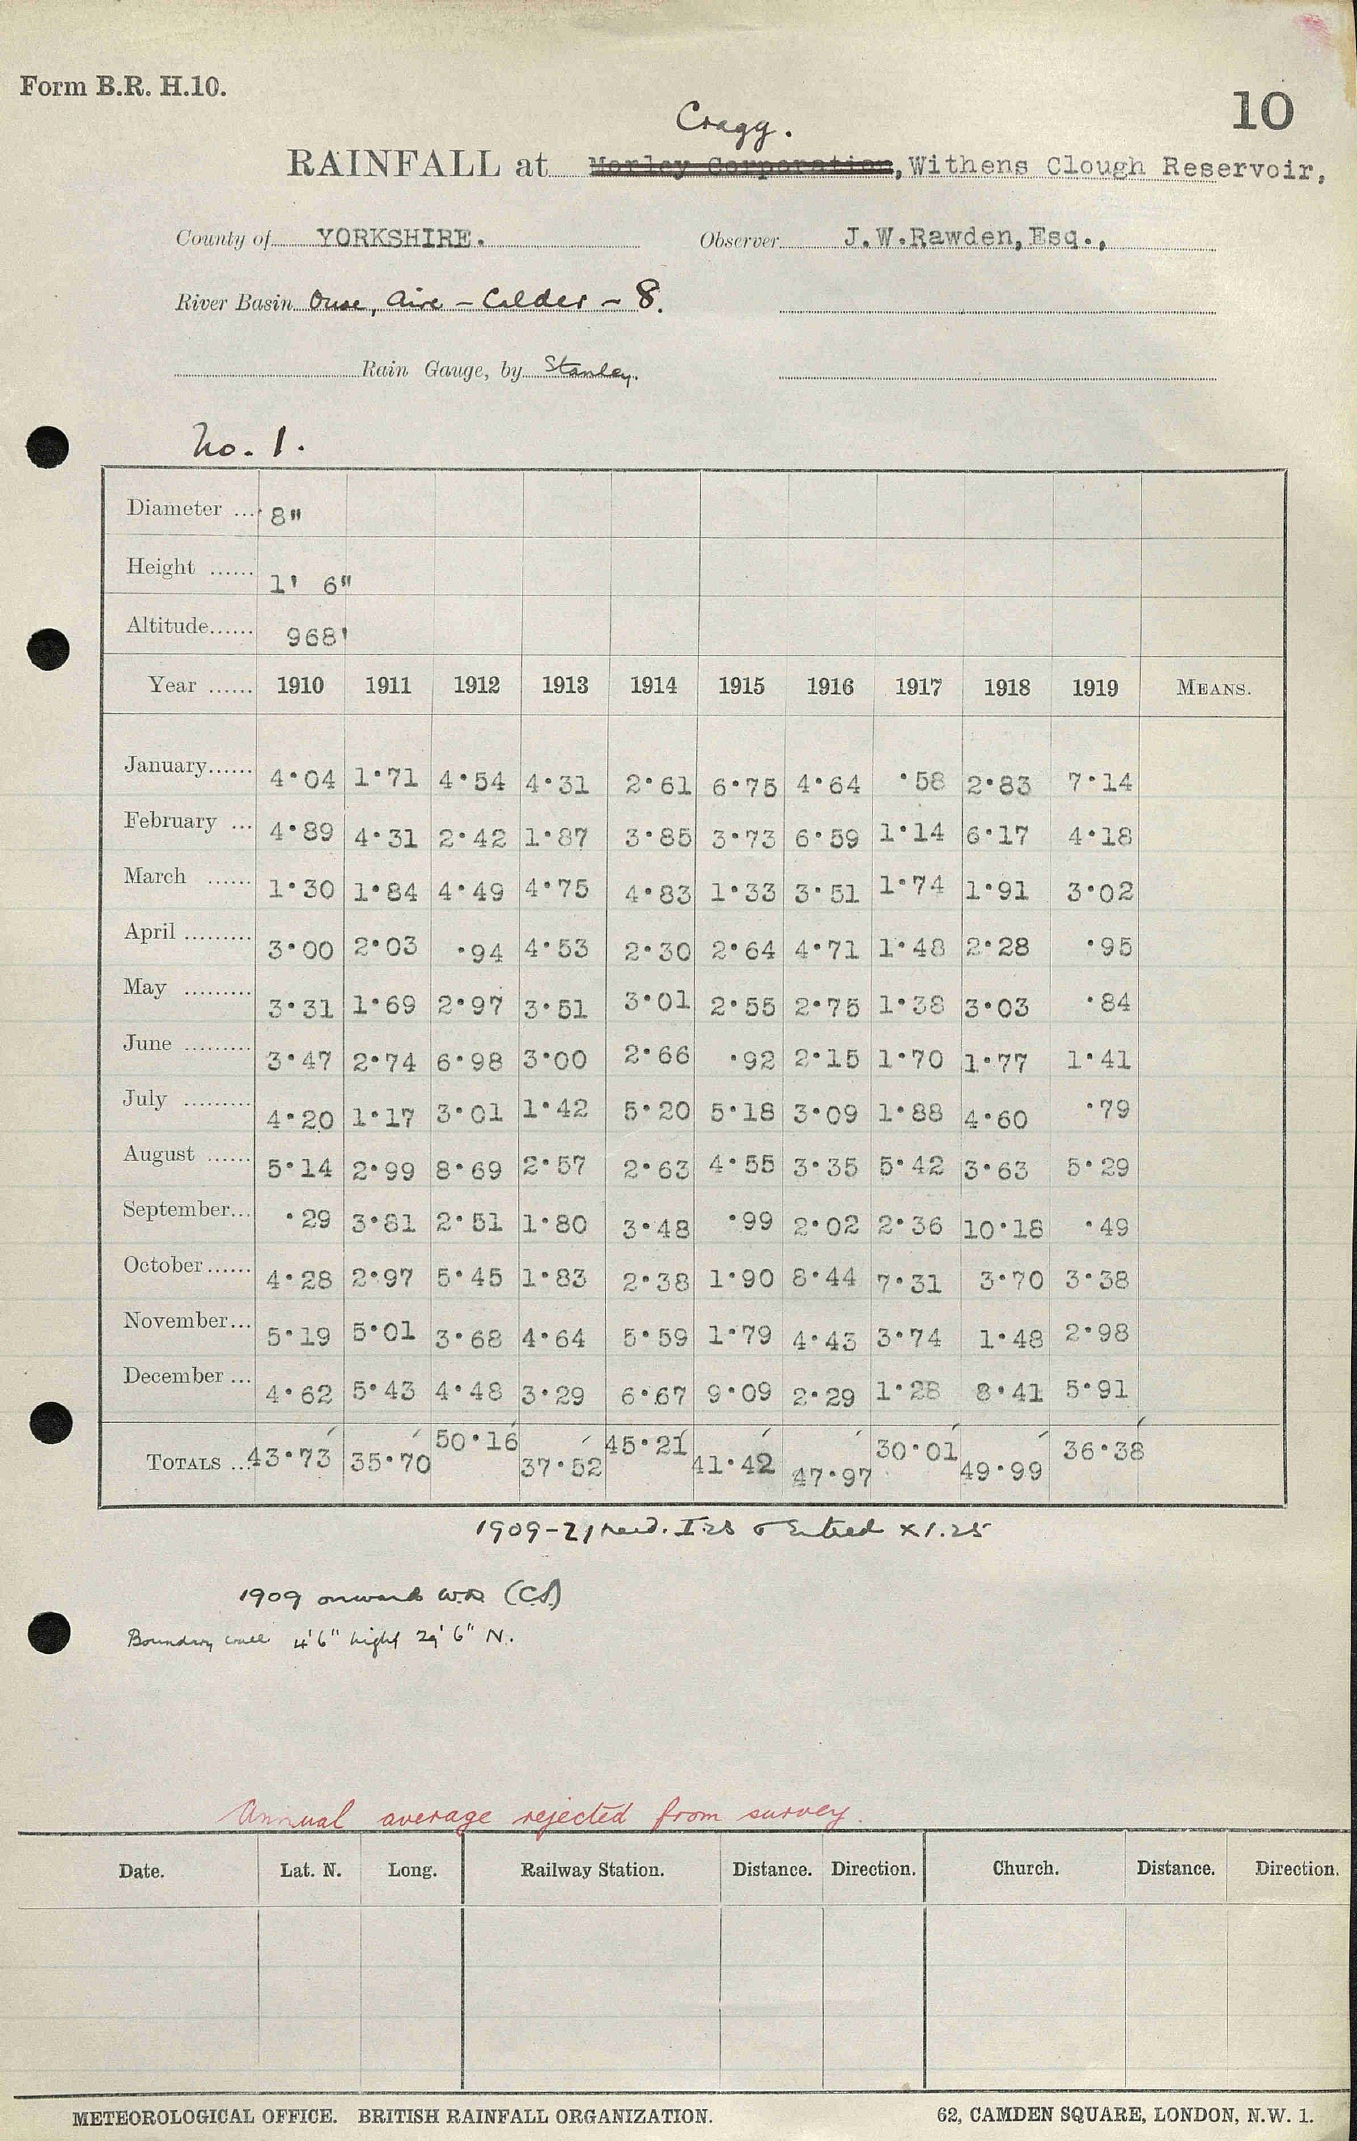 Form B.R. H.10.
10
Cragg.
RAINFALL at Morley Corporation, Withens Clough Reservoir,
County of YORKSHIRE. Observer J.W.Rawden, Esq.,
River Basin Ouse, Aire - Calder - 8.
Rain Gauge, by Stanley.
No. 1.
Diameter ... 8"
Height ...... 1' 6"
Altitude...... 968'
Year ...... 1910 1911 1912 1913 1914 1915 1916 1917 1918 1919 MEANS.
January...... 4·04 1·71 4·54 4·31 2·61 6·75 4·64 ·58 2·83 7·14
February ... 4·89 4·31 2·42 1·87 3·85 3·73 6·59 1·14 6·17 4·18
March ...... 1·30 1·84 4·49 4·75 4·83 1·33 3·51 1·74 1·91 3·02
April ......... 3·00 2·03 ·94 4·53 2·30 2·64 4·71 1·48 2·28 ·95
May ......... 3·31 1·69 2·97 3·51 3·01 2·55 2·75 1·38 3·03 ·84
June ......... 3·47 2·74 6·98 3·00 2·66 ·92 2·15 1·70 1·77 1·41
July ......... 4·20 1·17 3·01 1·42 5·20 5·18 3·09 1·88 4·60 ·79
August ...... 5·14 2·99 8·69 2·57 2·63 4·55 3·35 5·42 3·63 5·29
September... ·29 3·81 2·51 1·80 3·48 ·99 2·02 2·36 10·18 ·49
October...... 4·28 2·97 5·45 1·83 2·38 1·90 8·44 7·31 3·70 3·38
November... 5·19 5·01 3·68 4·64 5·59 1·79 4·43 3·74 1·48 2·98
December ... 4·62 5·43 4·48 3·29 6·67 9·09 2·29 1·28 8·41 5·91
TOTALS ... 43·73 35·70 50·16 37·52 45·21 41·42 47·97 30·01 49·99 36·38
1909-21 x1.25
1909 onwards (CS)
Boundary wall 4'6" high 29'6" N.
Annual average rejected from survey.
Date. Lat. N. Long. Railway Station. Distance. Direction. Church. Distance. Direction.
METEOROLOGICAL OFFICE. BRITISH RAINFALL ORGANIZATION. 62, CAMDEN SQUARE, LONDON, N.W. 1.